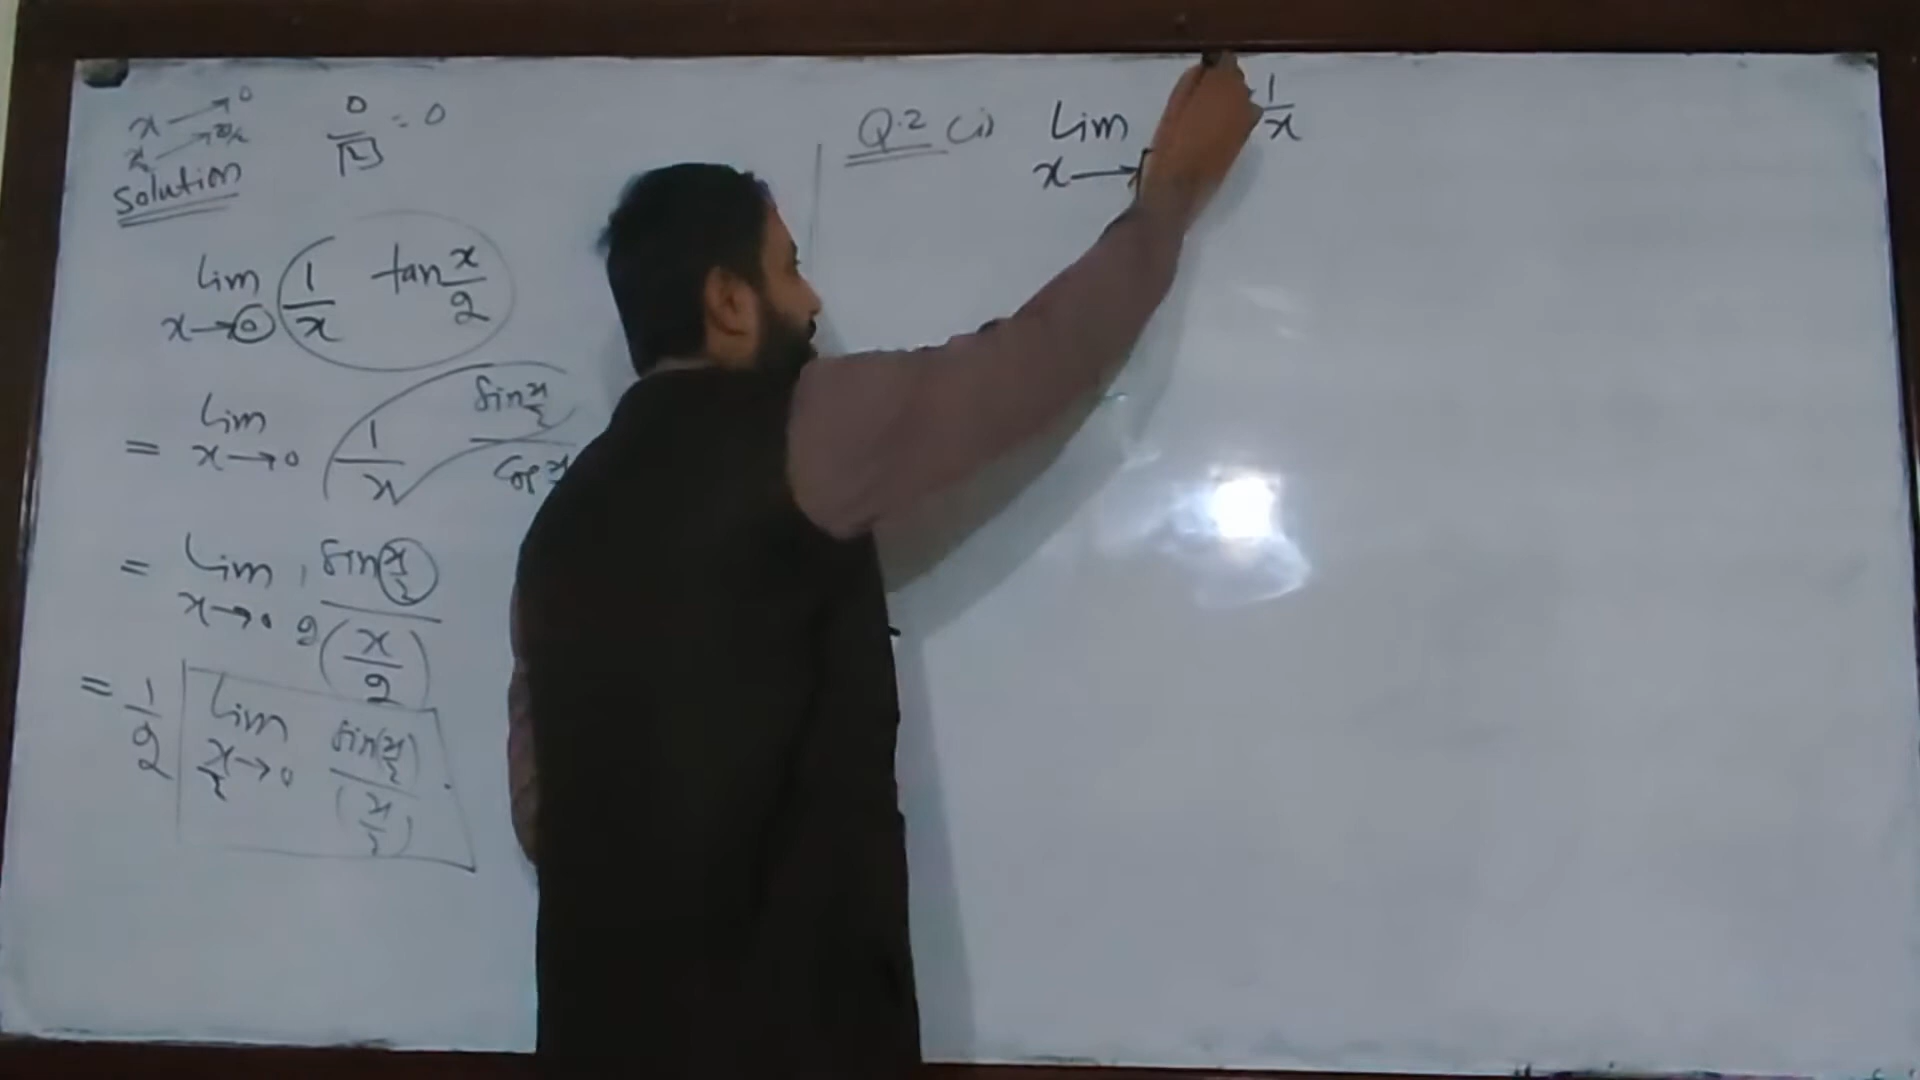 x → 0
0/2 = 0
Solution
Lim x→0 1/x tan x/2
= Lim x→0 1/x sin x/2
= Lim x→0 sin x/2 / 2(x/2)
= 1/2 Lim x/2→0 sin(x/2) / (x/2)
Q.2 (i) Lim x→ 1/x